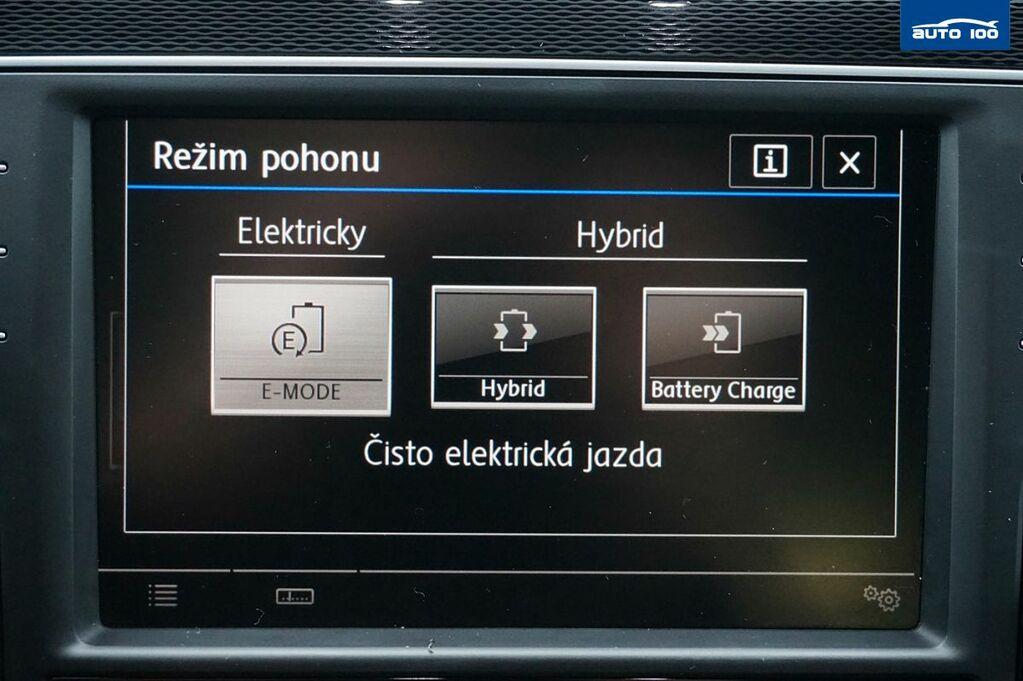 AUTO 100
Režim pohonu
i
X
Elektricky
Hybrid
E
E-MODE
Hybrid
Battery Charge
Čisto elektrická jazda